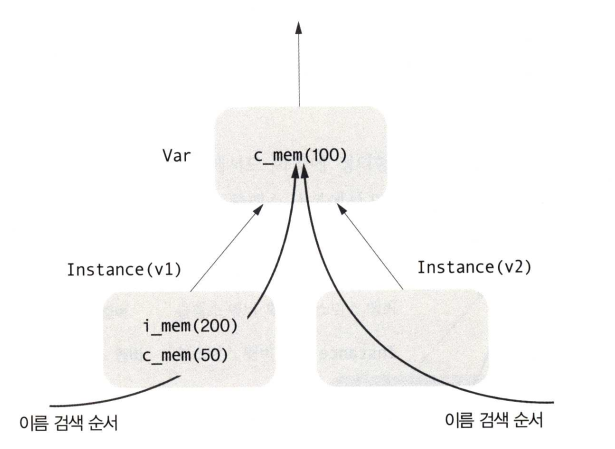 Var
c_mem(100)
Instance(v1)
Instance(v2)
i_mem(200)
c_mem(50)
이름 검색 순서
이름 검색 순서